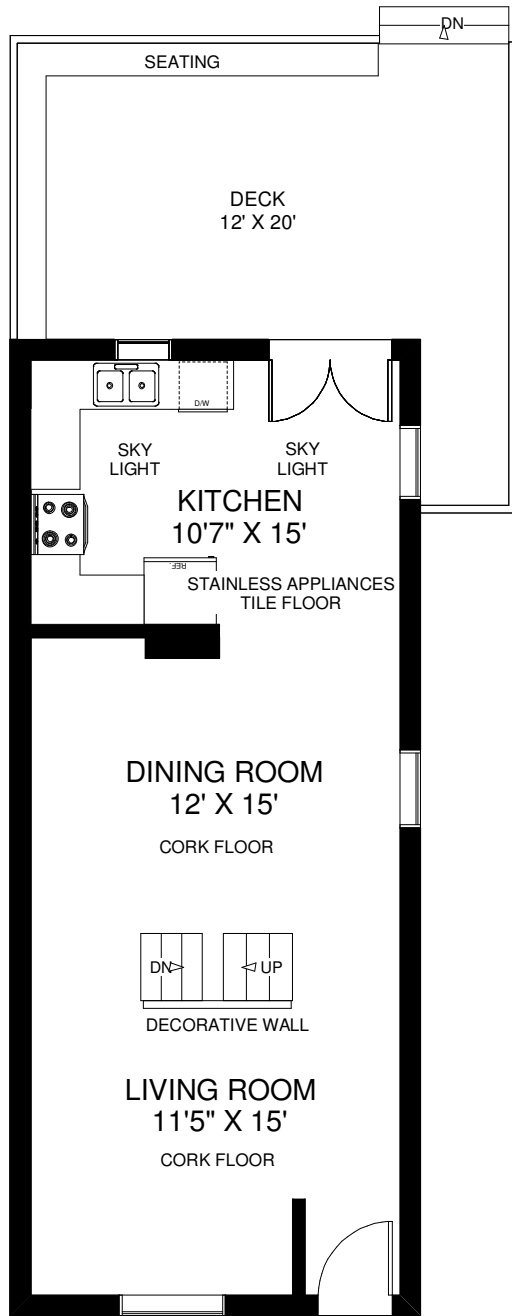 DN
SEATING
DECK
12' X 20'
D/W
SKY
LIGHT
SKY
LIGHT
KITCHEN
10'7" X 15'
REF.
STAINLESS APPLIANCES
TILE FLOOR
DINING ROOM
12' X 15'
CORK FLOOR
DN
UP
DECORATIVE WALL
LIVING ROOM
11'5" X 15'
CORK FLOOR